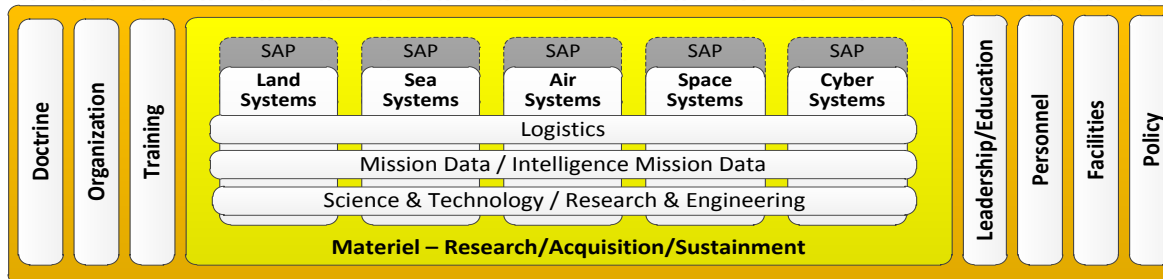 Doctrine
Organization
Training
SAP
SAP
SAP
SAP
SAP
Land
Systems
Sea
Systems
Air
Systems
Space
Systems
Cyber
Systems
Logistics
Mission Data / Intelligence Mission Data
Science & Technology / Research & Engineering
Materiel – Research/Acquisition/Sustainment
Leadership/Education
Personnel
Facilities
Policy